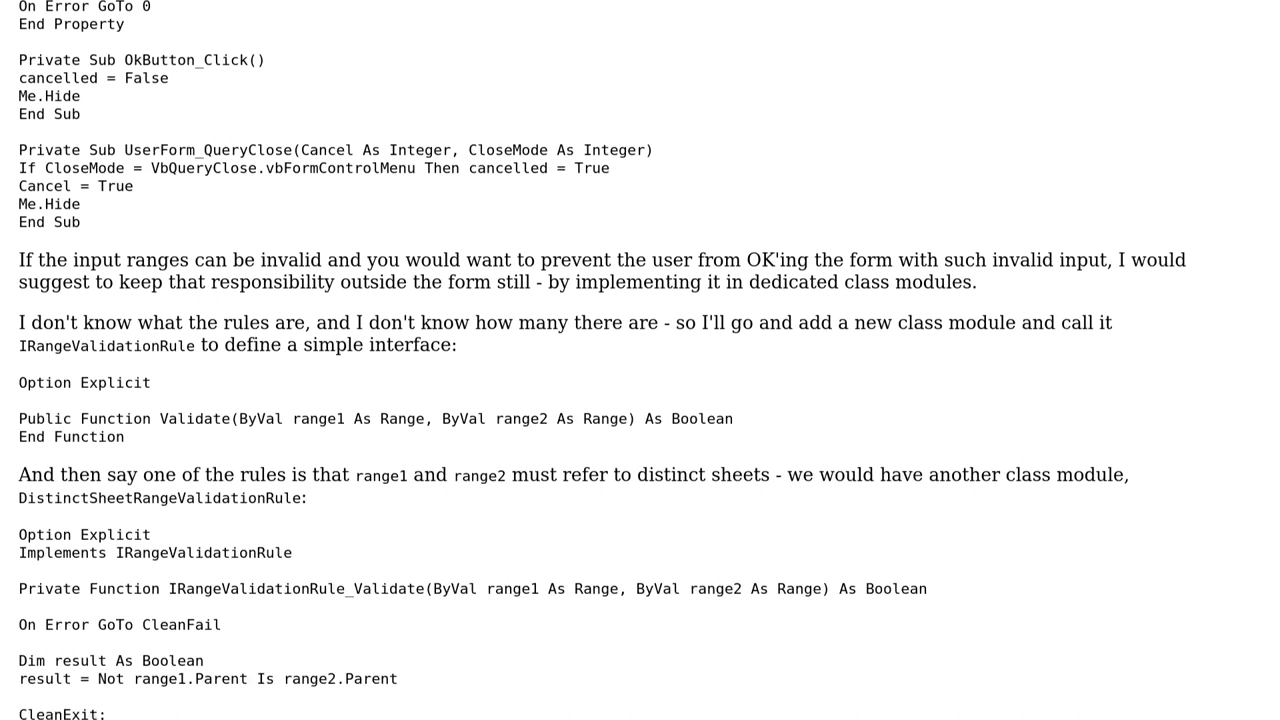 On Error GoTo 0
End Property
Private Sub OkButton_Click()
cancelled = False
Me.Hide
End Sub
Private Sub UserForm_QueryClose(Cancel As Integer, CloseMode As Integer)
If CloseMode = VbQueryClose.vbFormControlMenu Then cancelled = True
Cancel = True
Me.Hide
End Sub
If the input ranges can be invalid and you would want to prevent the user from OK'ing the form with such invalid input, I would
suggest to keep that responsibility outside the form still - by implementing it in dedicated class modules.
I don't know what the rules are, and I don't know how many there are - so I'll go and add a new class module and call it
IRangeValidationRule to define a simple interface:
Option Explicit
Public Function Validate(ByVal range1 As Range, ByVal range2 As Range) As Boolean
End Function
And then say one of the rules is that range1 and range2 must refer to distinct sheets - we would have another class module,
DistinctSheetRangeValidationRule:
Option Explicit
Implements IRangeValidationRule
Private Function IRangeValidationRule_Validate(ByVal range1 As Range, ByVal range2 As Range) As Boolean
On Error GoTo CleanFail
Dim result As Boolean
result = Not range1.Parent Is range2.Parent
CleanExit: